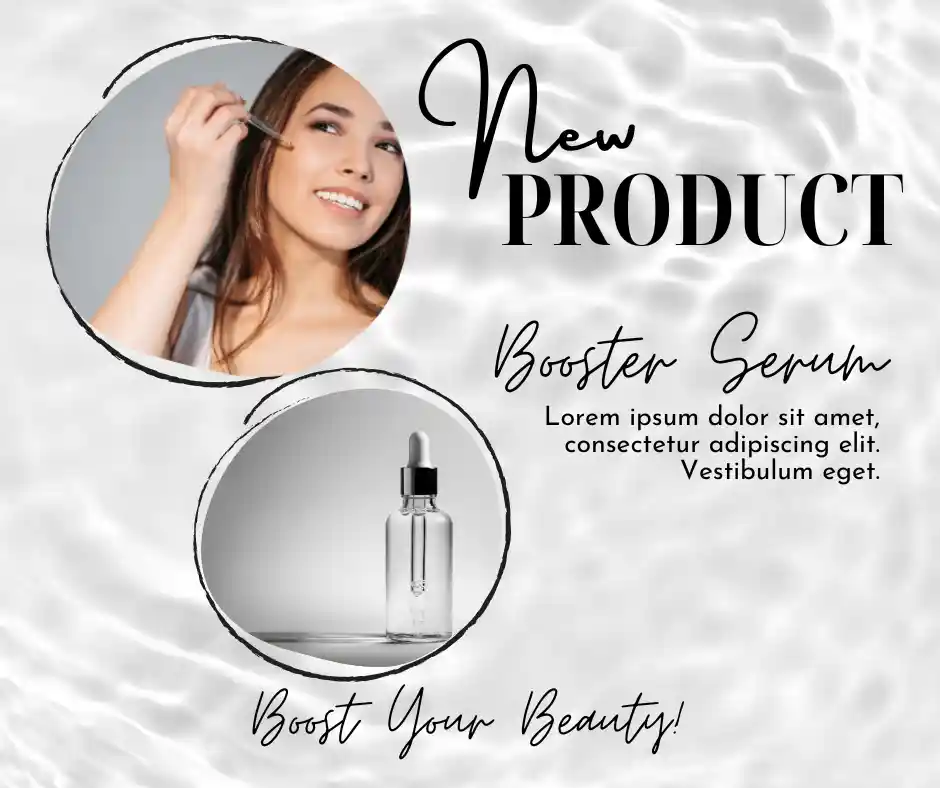 New
PRODUCT
Booster Serum
Lorem ipsum dolor sit amet,
consectetur adipiscing elit.
Vestibulum eget.
Boost Your Beauty!